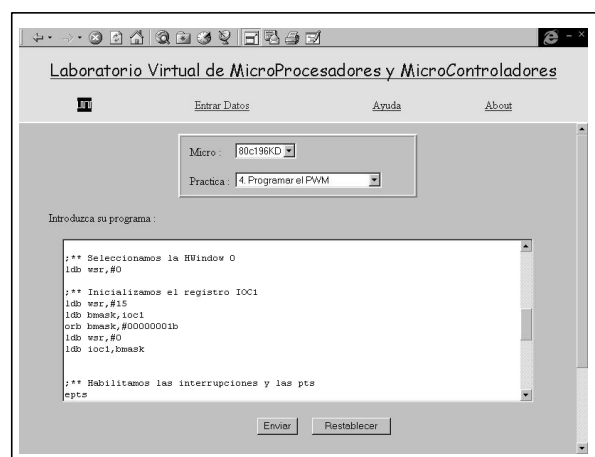 Laboratorio Virtual de MicroProcesadores y MicroControladores
Entrar Datos Ayuda About
Micro : 80c196KD
Practica : 4. Programar el PWM
Introduzca su programa :
;** Seleccionamos la HWindow 0
ldb wsr,#0
;** Inicializamos el registro IOC1
ldb wsr,#15
ldb bmask,ioc1
orb bmask,#00000001b
ldb wsr,#0
ldb ioc1,bmask
;** Habilitamos las interrupciones y las pts
epts
Enviar Restablecer